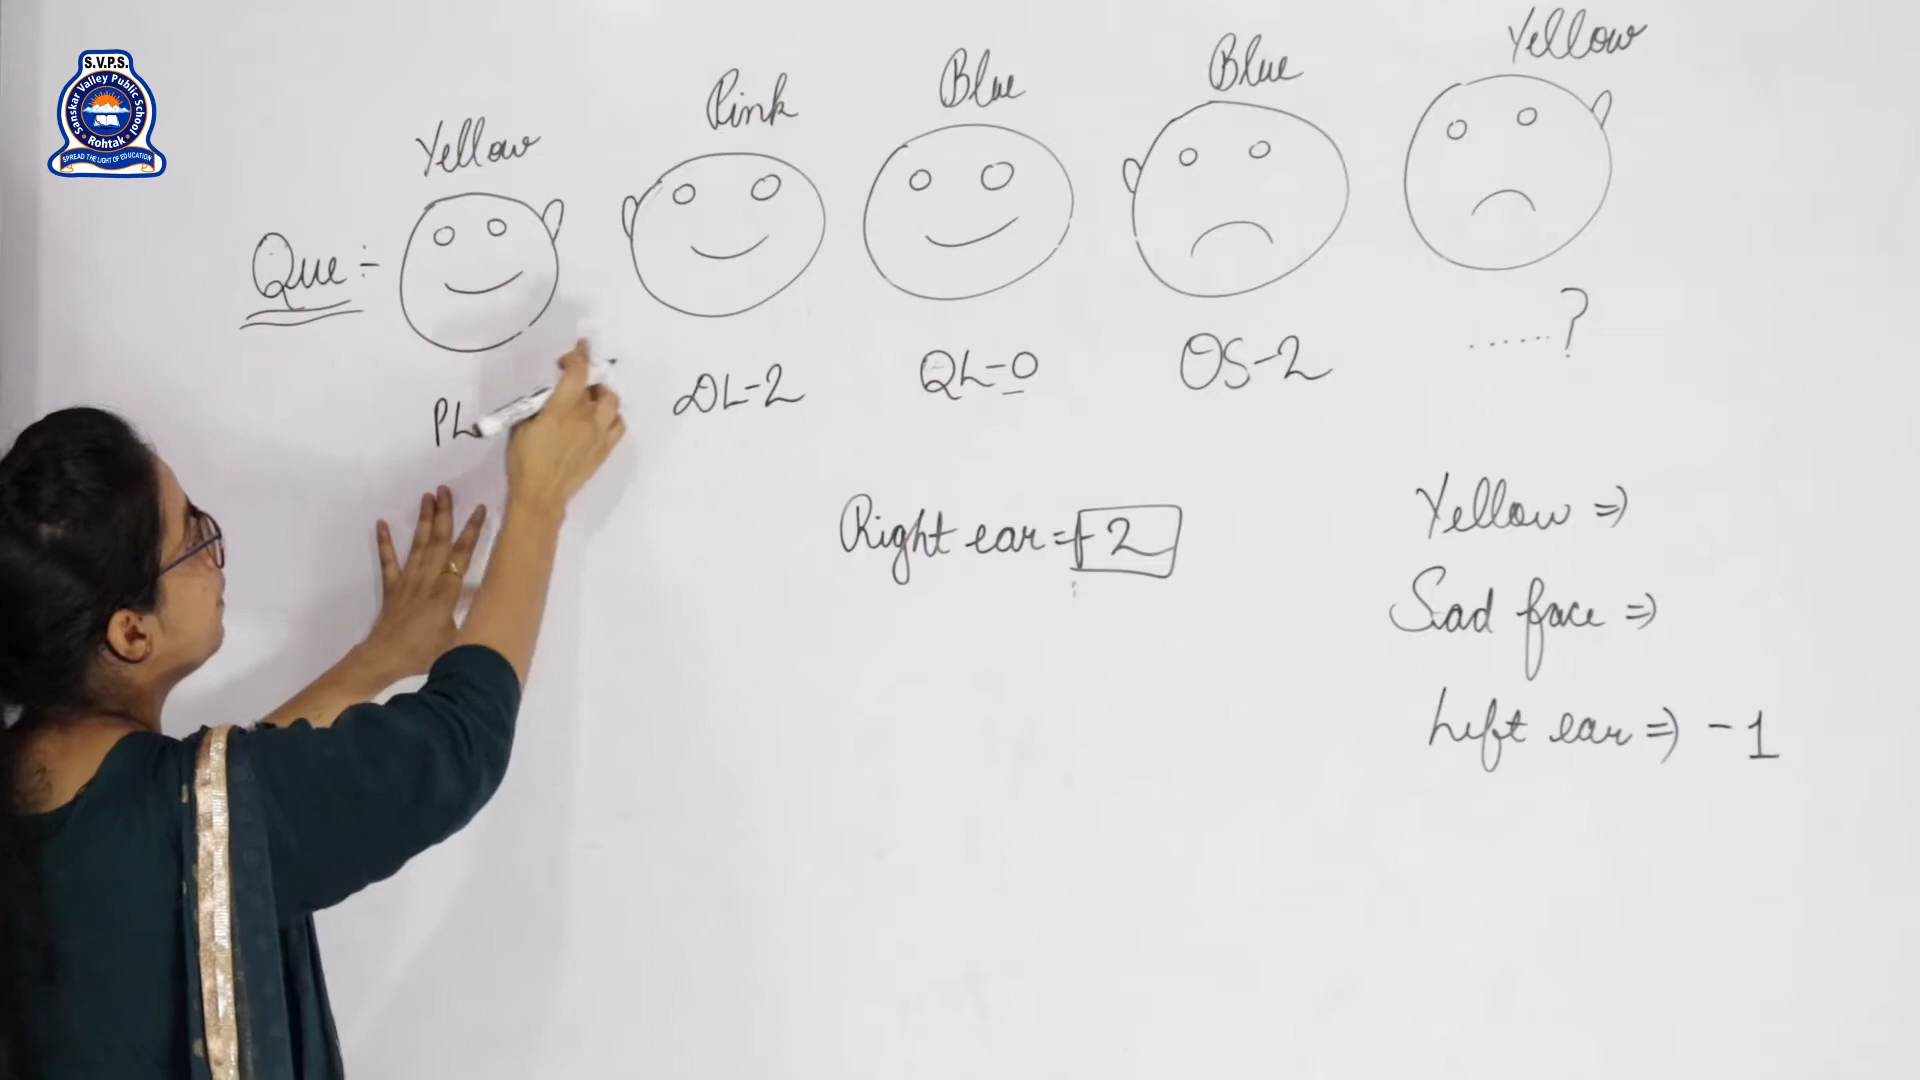 S.V.P.S.
Sanskar Valley Public School
Rohtak
SPREAD THE LIGHT OF EDUCATION
Yellow Pink Blue Blue Yellow
Que :-
PL DL-2 QL-0 OS-2 ......?
Right ear = +2
Yellow =>
Sad face =>
Left ear => -1